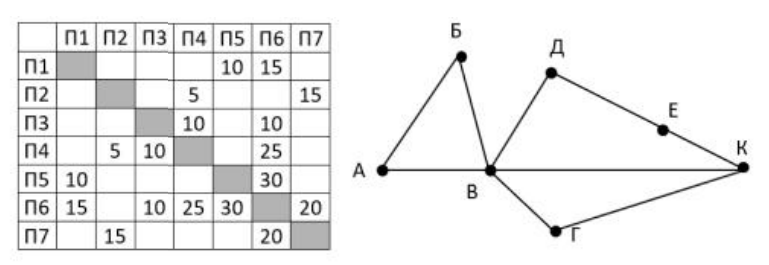 П1 П2 П3 П4 П5 П6 П7
П1 10 15
П2 5 15
П3 10 10
П4 5 10 25
П5 10 30
П6 15 10 25 30 20
П7 15 20
Б
Д
Е
К
А
В
Г